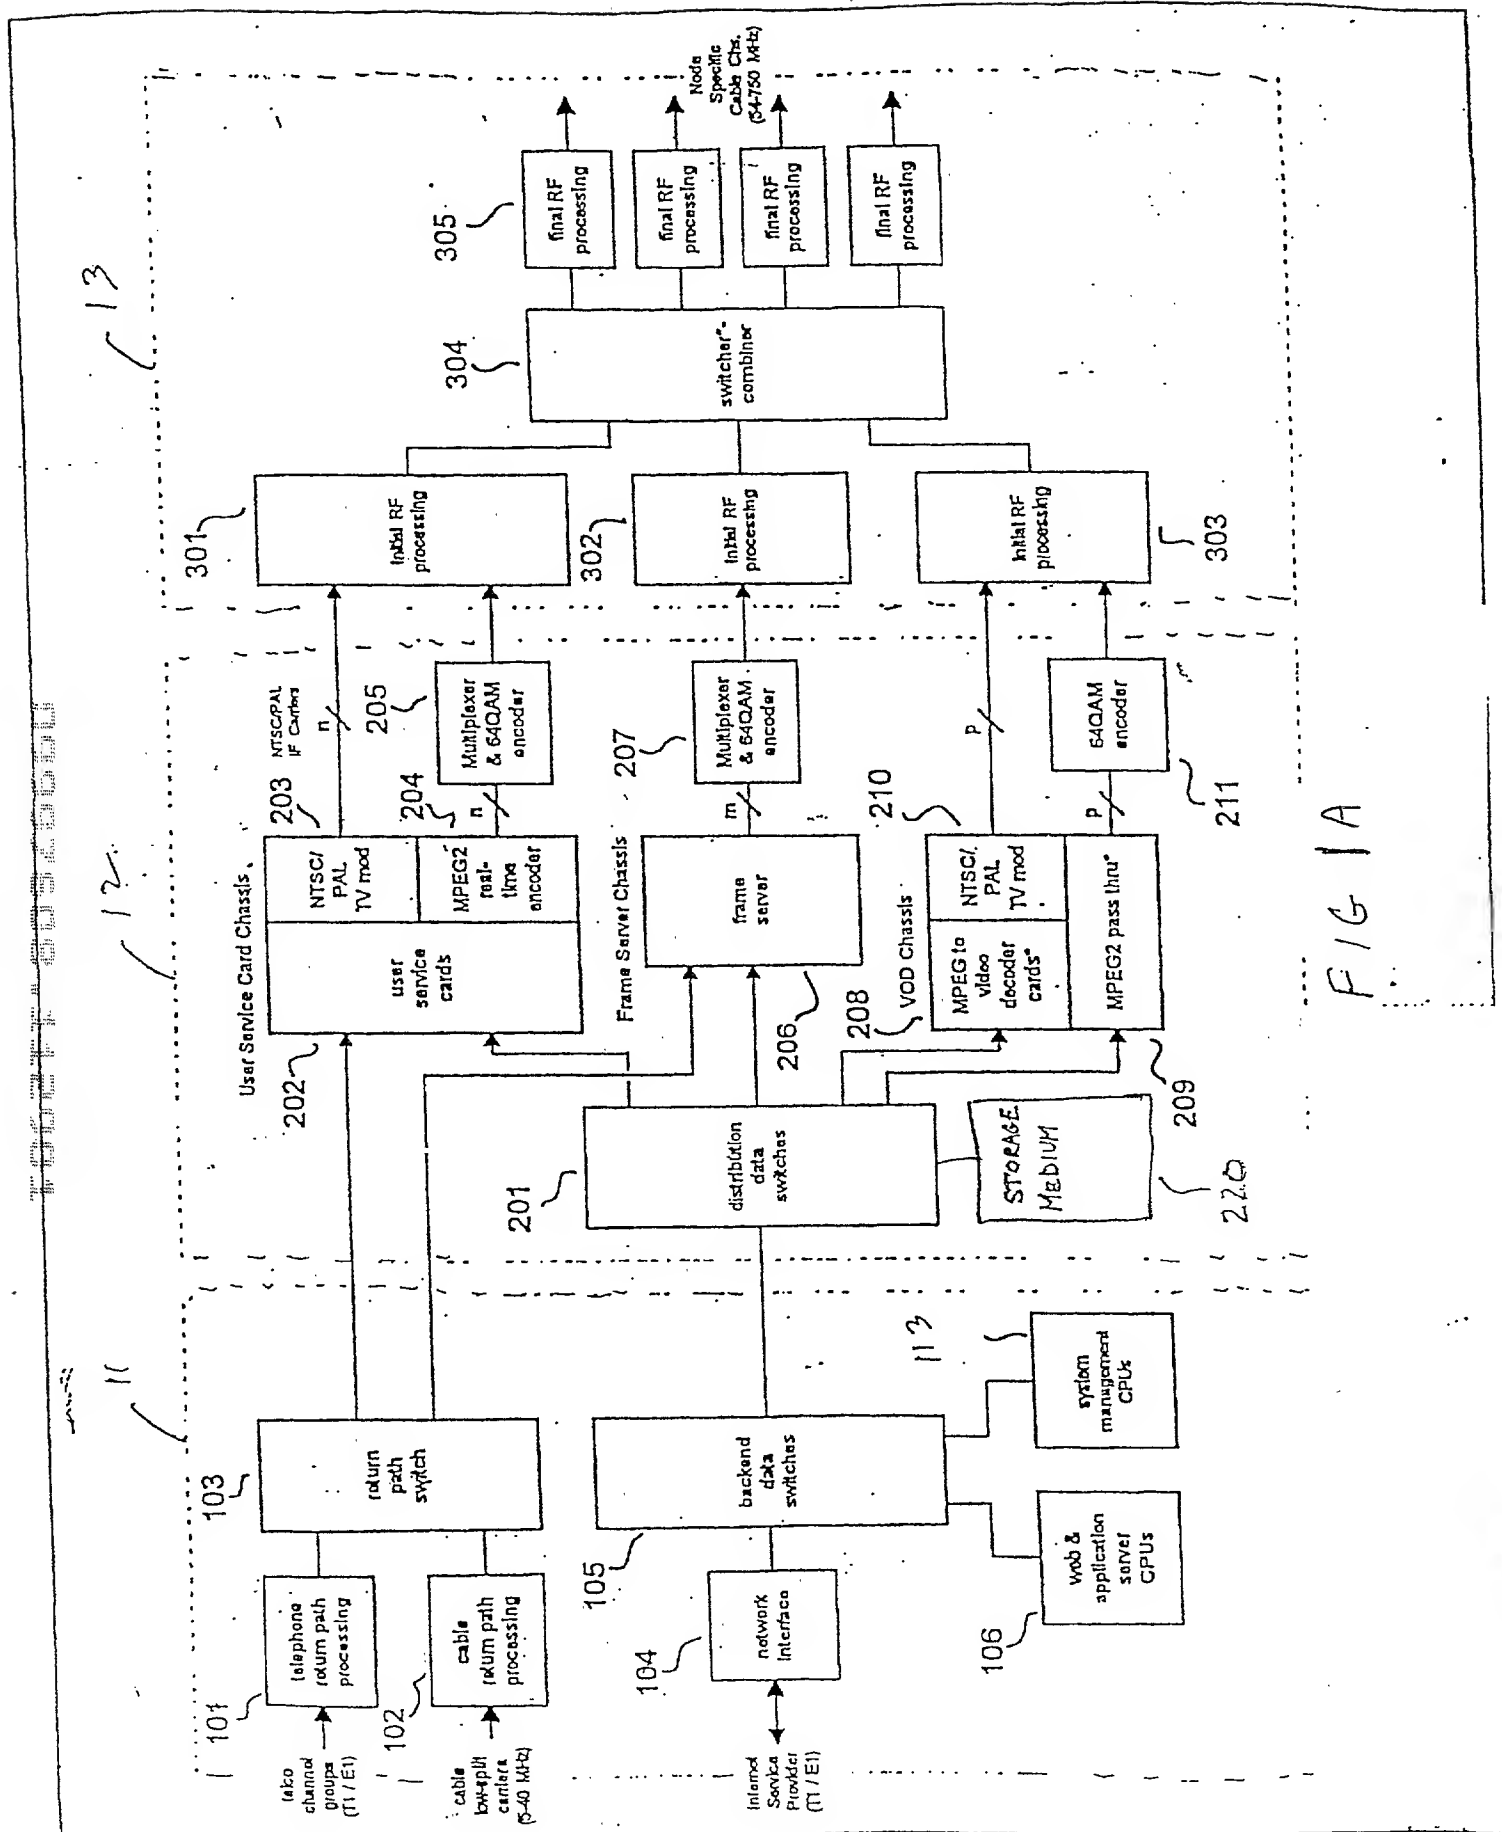 13
12
11
Node
Specific
Cable Chs.
(54-750 MHz)
305
final RF
processing
final RF
processing
final RF
processing
final RF
processing
304
switcher*-
combiner
301
Initial RF
processing
302
Initial RF
processing
303
Initial RF
processing
User Service Card Chassis
202
user
service
cards
203
NTSC/
PAL
TV mod
NTSC/PAL
IF Carriers
n
204
MPEG2
real-
time
encoder
n
205
Multiplexer
& 64QAM
encoder
Frame Server Chassis
206
frame
server
m
207
Multiplexer
& 64QAM
encoder
VOD Chassis
208
MPEG to
video
decoder
cards*
210
NTSC/
PAL
TV mod
p
209
MPEG2 pass thru*
p
211
64QAM
encoder
201
distribution
data
switches
STORAGE
MEDIUM
220
103
return
path
switch
101
telephone
return path
processing
telco
channel
groups
(T1 / E1)
102
cable
return path
processing
cable
low-split
carriers
(5-40 MHz)
105
backend
data
switches
104
network
interface
Internet
Service
Provider
(T1 / E1)
106
web &
application
server
CPUs
113
system
management
CPUs
FIG 1A